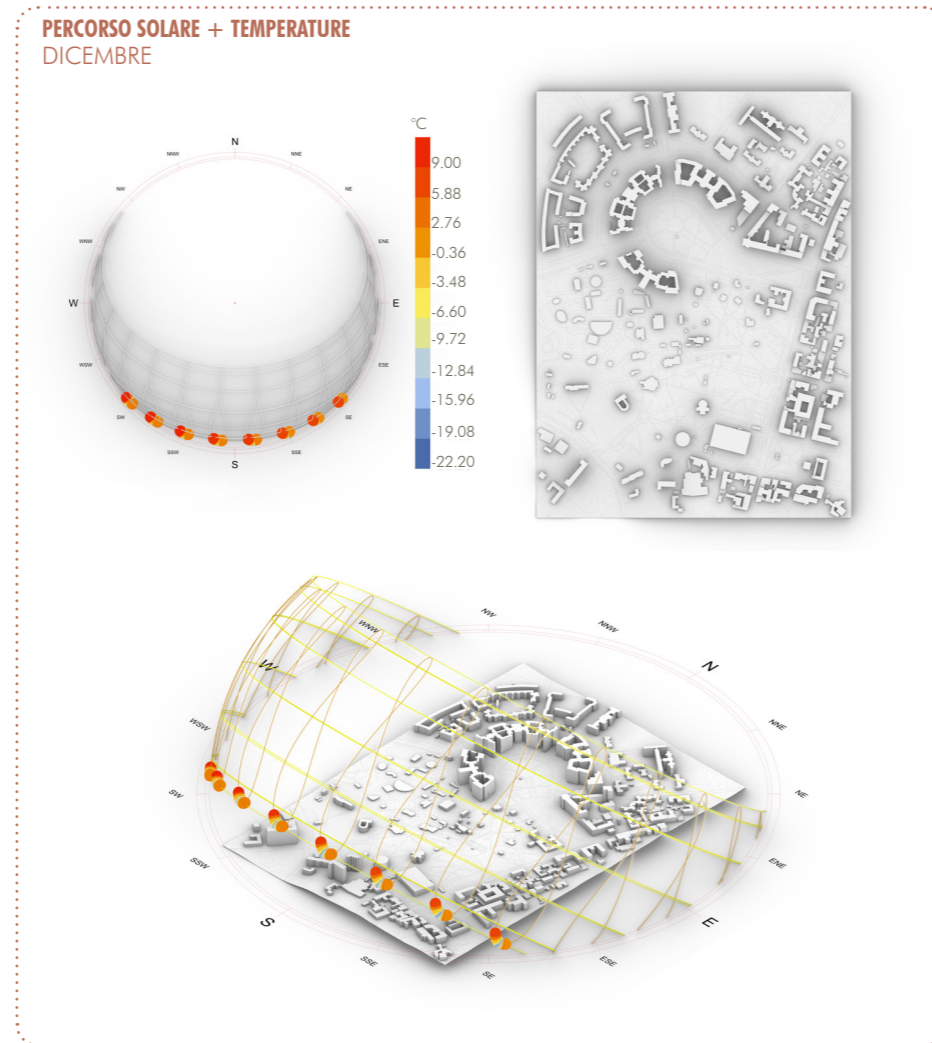 PERCORSO SOLARE + TEMPERATURE
DICEMBRE
N
NNW
NNE
NW
NE
WNW
ENE
W
E
WSW
ESE
SW
SE
SSW
SSE
S
°C
9.00
5.88
2.76
-0.36
-3.48
-6.60
-9.72
-12.84
-15.96
-19.08
-22.20
NW
NNW
WNW
N
W
NNE
WSW
NE
SW
ENE
SSW
E
S
ESE
SSE
SE